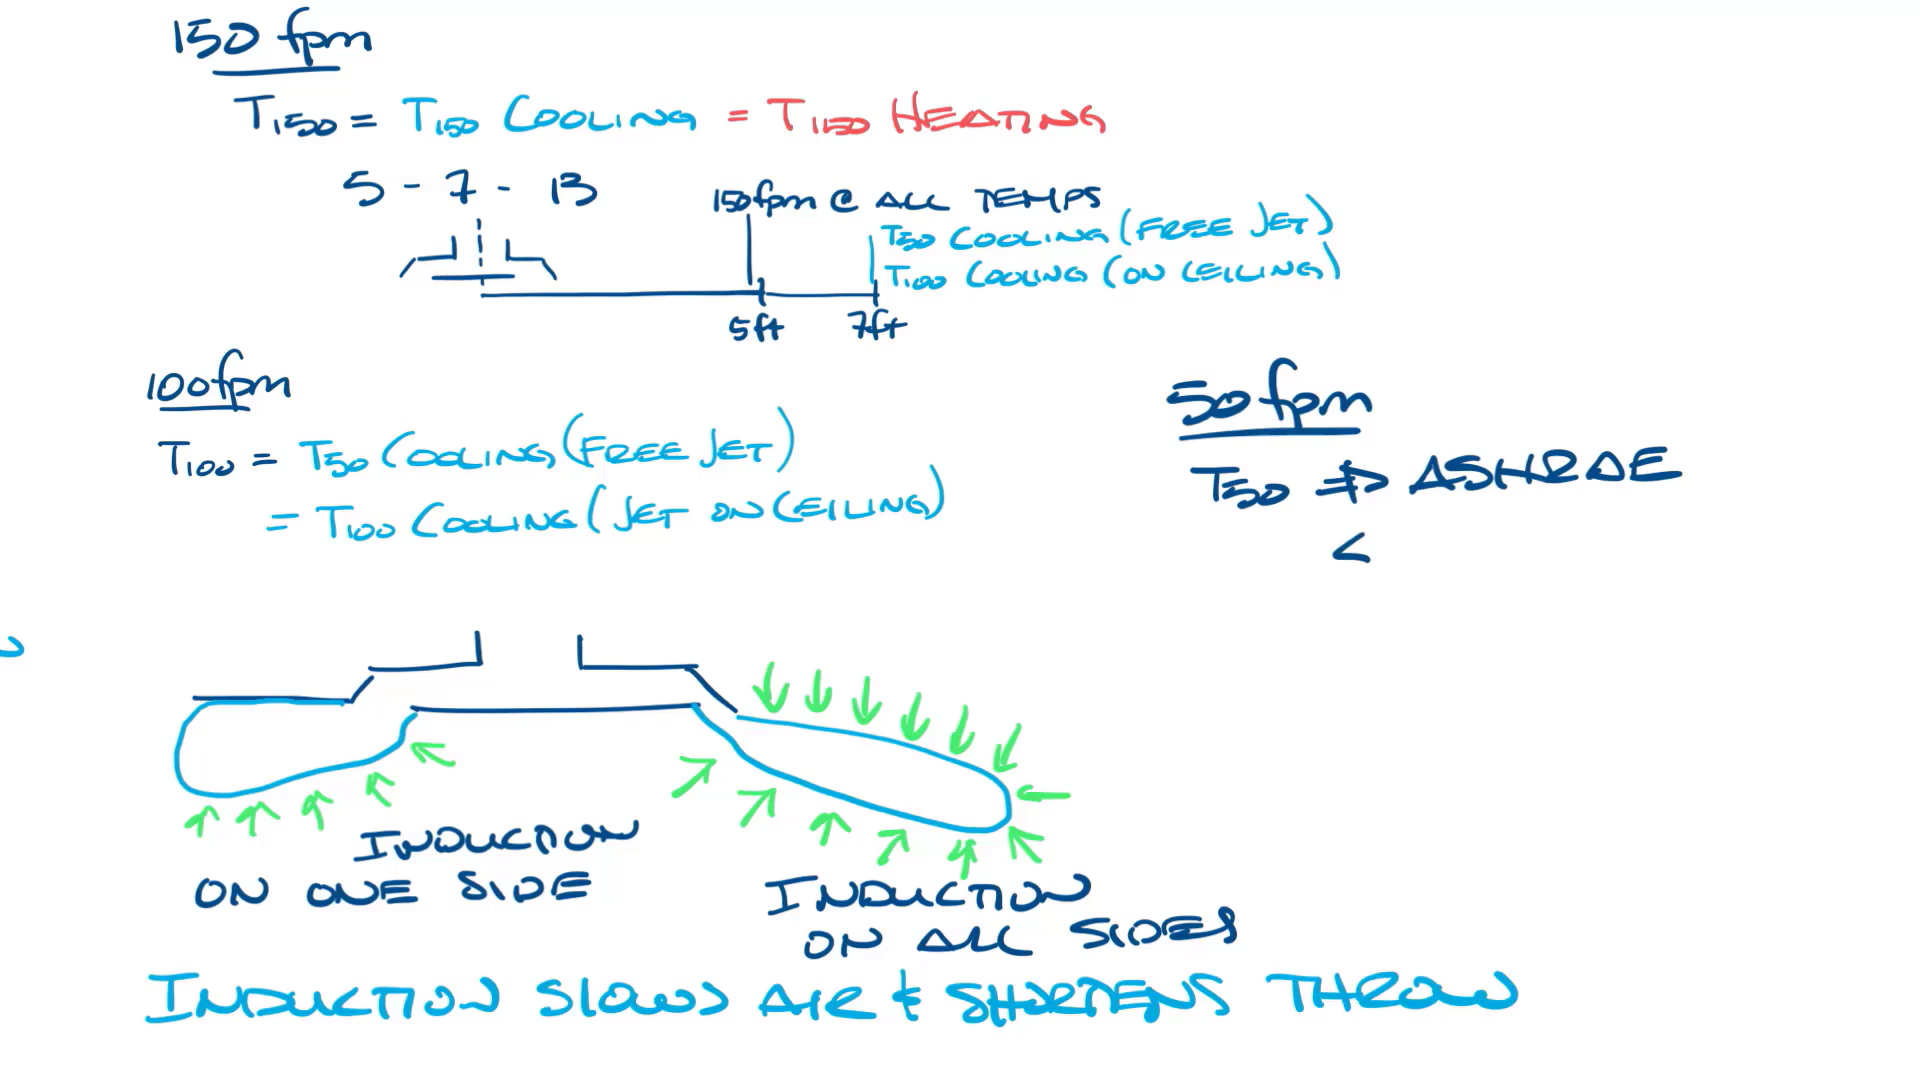 150 fpm
T150 = T150 COOLING = T150 HEATING
5 - 7 - 13
150fpm @ ALL TEMPS
T50 COOLING (FREE JET)
T100 COOLING (ON CEILING)
5ft
7ft
100fpm
T100 = T50 COOLING (FREE JET)
= T100 COOLING (JET ON CEILING)
50 fpm
T50 ⇒ ASHRAE
<
INDUCTION
ON ONE SIDE
INDUCTION
ON ALL SIDES
INDUCTION SLOWS AIR & SHORTENS THROW